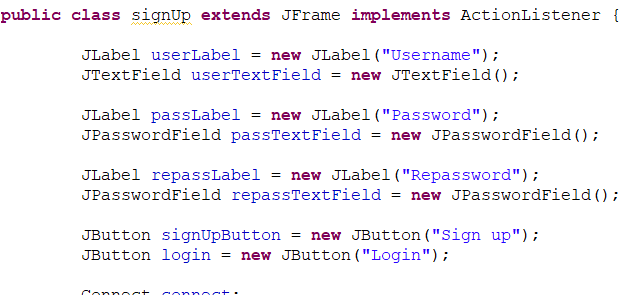 public class signUp extends JFrame implements ActionListener {
JLabel userLabel = new JLabel("Username");
JTextField userTextField = new JTextField();
JLabel passLabel = new JLabel("Password");
JPasswordField passTextField = new JPasswordField();
JLabel repassLabel = new JLabel("Repassword");
JPasswordField repassTextField = new JPasswordField();
JButton signUpButton = new JButton("Sign up");
JButton login = new JButton("Login");
Connect connect;